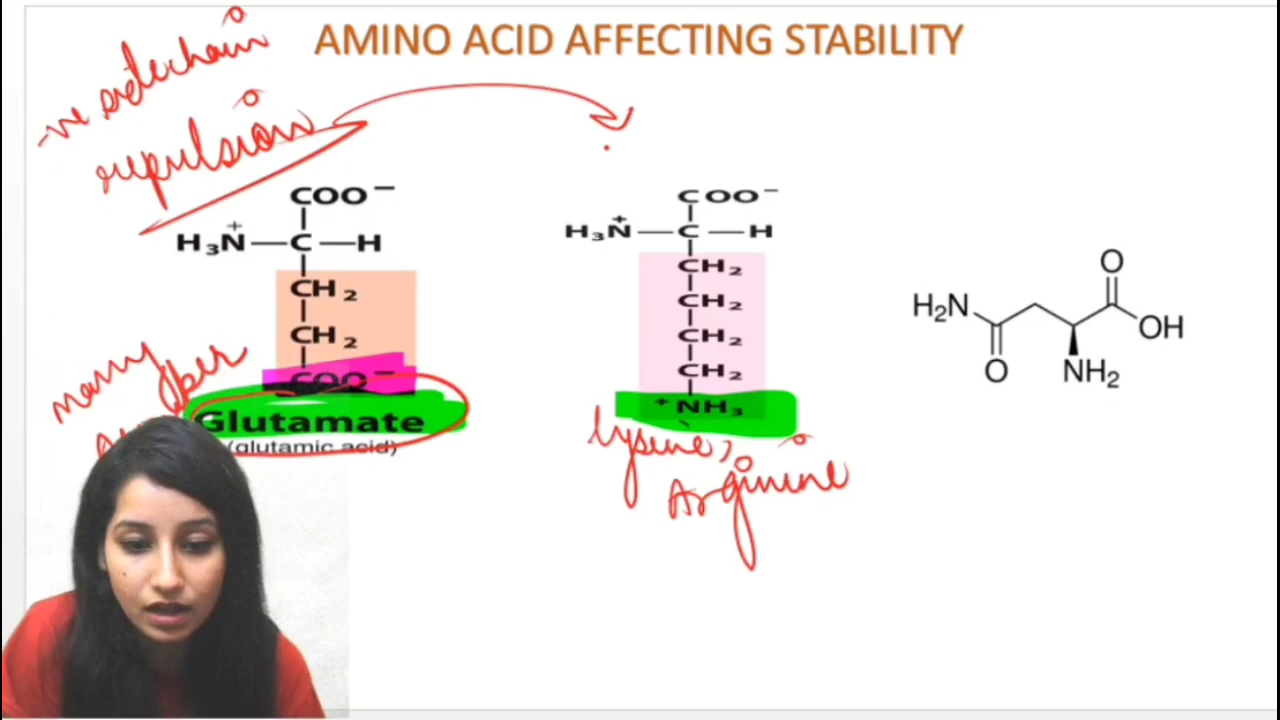 AMINO ACID AFFECTING STABILITY
-ve sidechain
repulsion
COO⁻
H₃N⁺—C—H
CH₂
CH₂
COO⁻
Glutamate
(glutamic acid)
many
COO⁻
H₃N⁺—C—H
CH₂
CH₂
CH₂
CH₂
⁺NH₃
lysine,
Arginine
O
H₂N
OH
O
NH₂